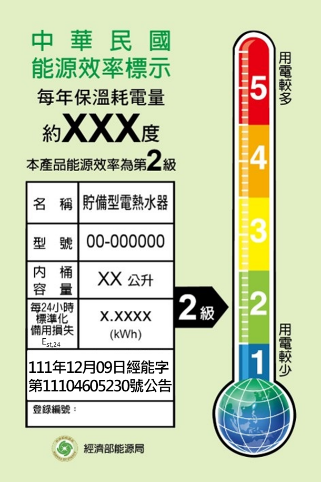 中華民國
能源效率標示
每年保溫耗電量
約XXX度
本產品能源效率為第2級
名稱 貯備型電熱水器
型號 00-000000
內桶容量 XX 公升
每24小時標準化備用損失 Est,24 X.XXXX (kWh)
111年12月09日經能字
第11104605230號公告
登錄編號：
經濟部能源局
用電較多
5
4
3
2
1
2級
用電較少